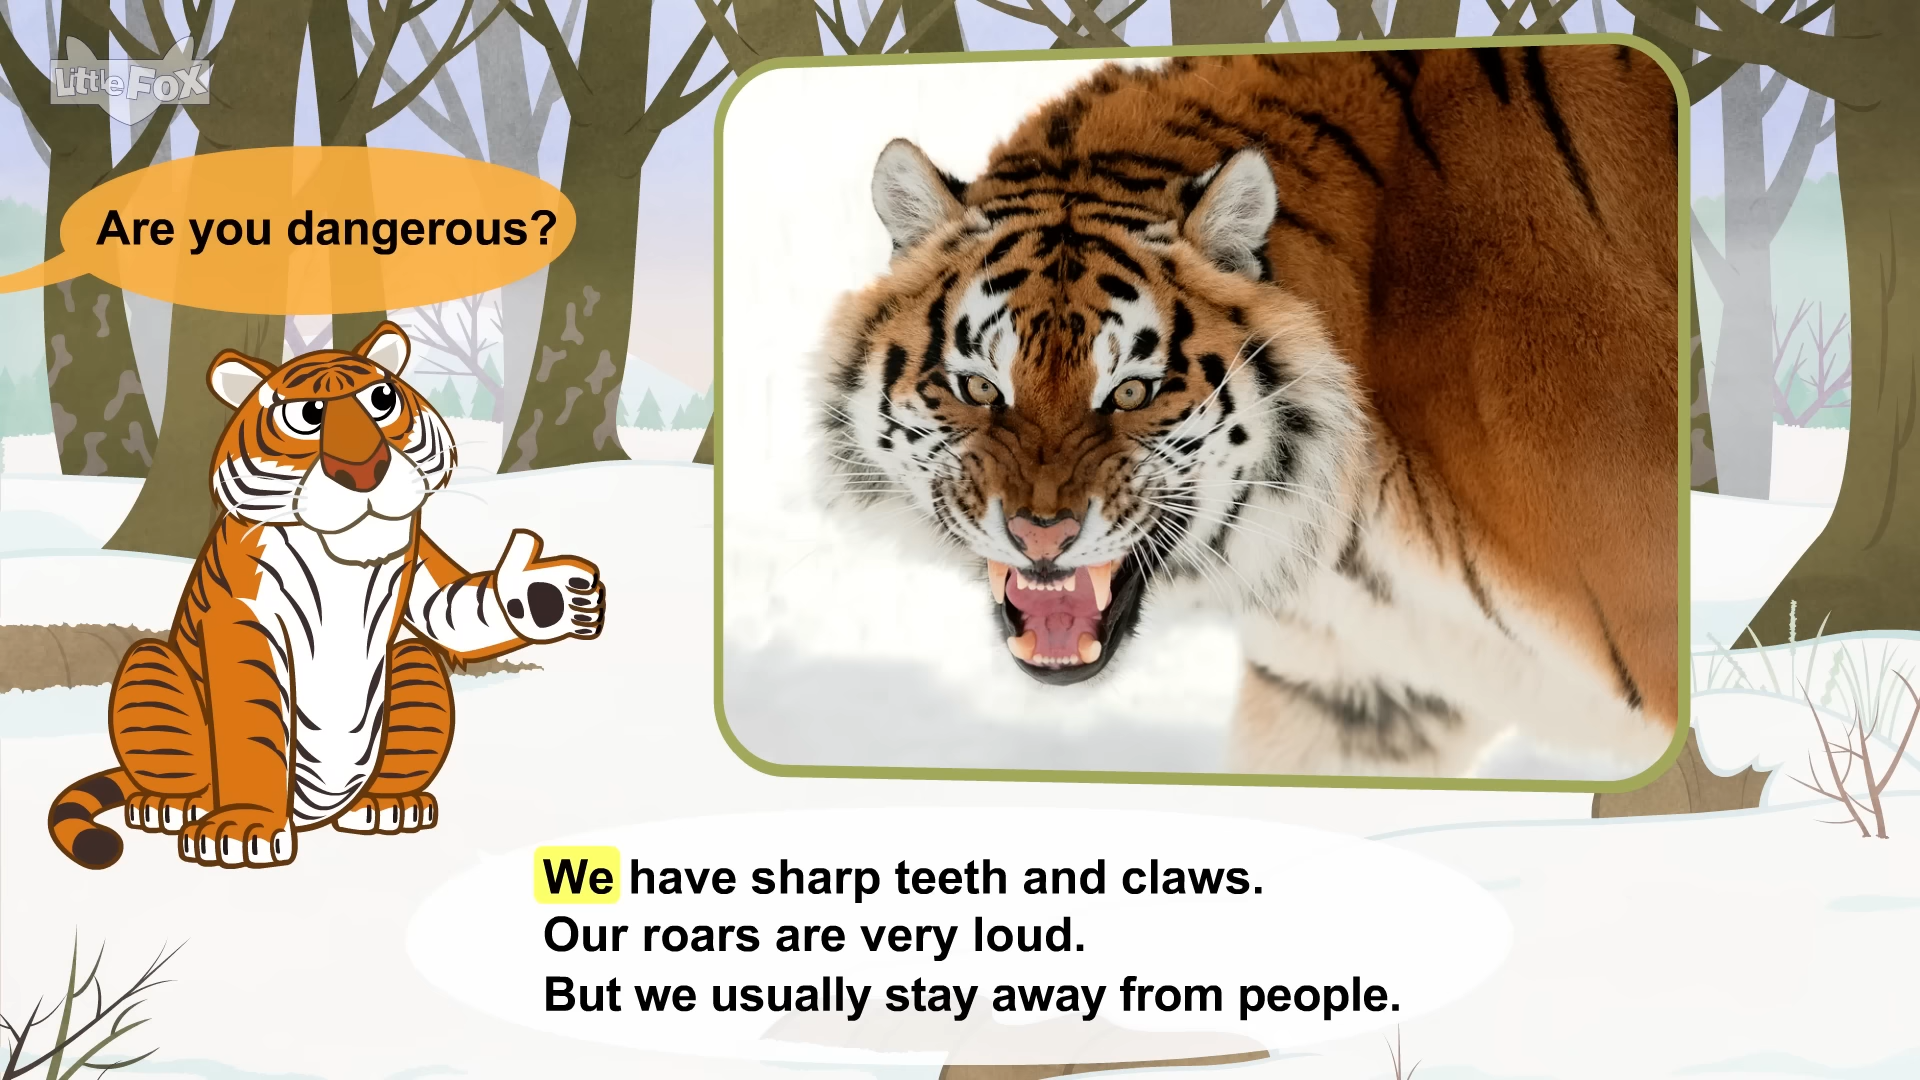 Little Fox
Are you dangerous?
We have sharp teeth and claws.
Our roars are very loud.
But we usually stay away from people.